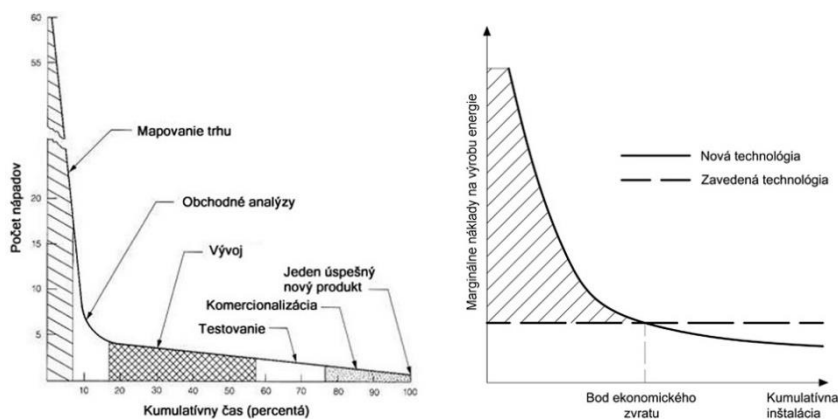 60
55
20
15
10
5
Počet nápadov
Mapovanie trhu
Obchodné analýzy
Vývoj
Jeden úspešný
nový produkt
Komercionalizácia
Testovanie
10 20 30 40 50 60 70 80 90 100
Kumulatívny čas (percentá)
Marginálne náklady na výrobu energie
Nová technológia
Zavedená technológia
Bod ekonomického
zvratu
Kumulatívna
inštalácia